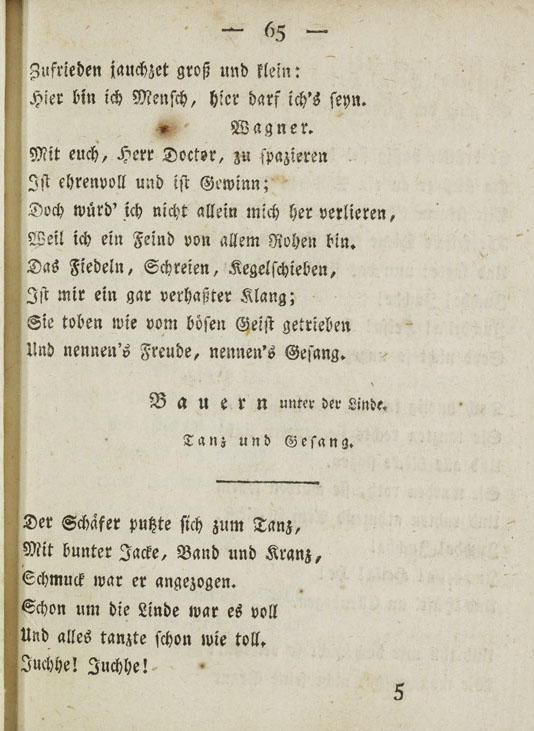 — 65 —
Zufrieden jauchzet groß und klein:
Hier bin ich Mensch, hier darf ich's seyn.
Wagner.
Mit euch, Herr Doctor, zu spazieren
Ist ehrenvoll und ist Gewinn;
Doch würd' ich nicht allein mich her verlieren,
Weil ich ein Feind von allem Rohen bin.
Das Fiedeln, Schreien, Kegelschieben,
Ist mir ein gar verhaßter Klang;
Sie toben wie vom bösen Geist getrieben
Und nennen's Freude, nennen's Gesang.
Bauern unter der Linde.
Tanz und Gesang.
Der Schäfer putzte sich zum Tanz,
Mit bunter Jacke, Band und Kranz,
Schmuck war er angezogen.
Schon um die Linde war es voll
Und alles tanzte schon wie toll.
Juchhe! Juchhe!
5